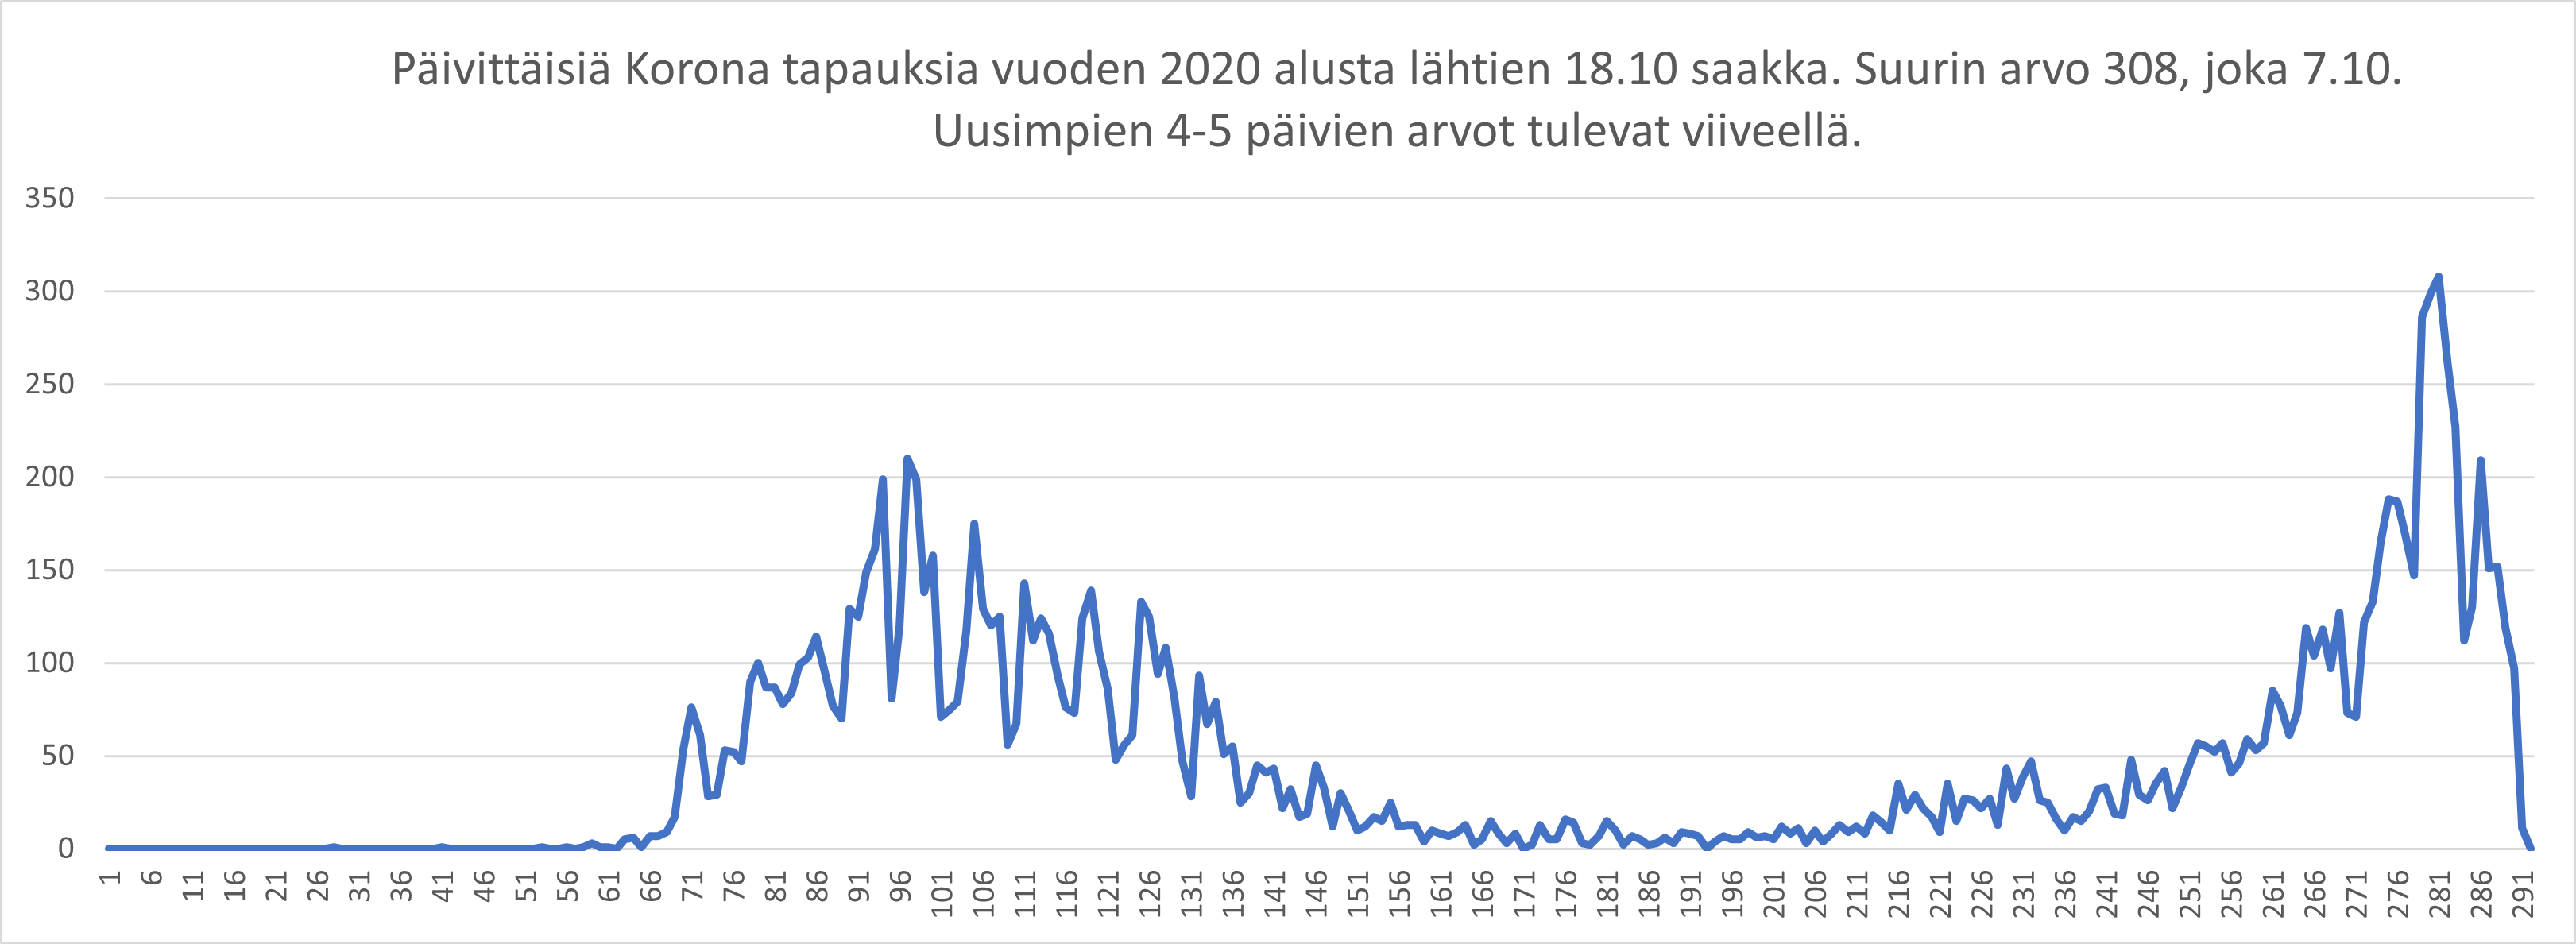 Päivittäisiä Korona tapauksia vuoden 2020 alusta lähtien 18.10 saakka. Suurin arvo 308, joka 7.10.
Uusimpien 4-5 päivien arvot tulevat viiveellä.
350
300
250
200
150
100
50
0
1 6 11 16 21 26 31 36 41 46 51 56 61 66 71 76 81 86 91 96 101 106 111 116 121 126 131 136 141 146 151 156 161 166 171 176 181 186 191 196 201 206 211 216 221 226 231 236 241 246 251 256 261 266 271 276 281 286 291